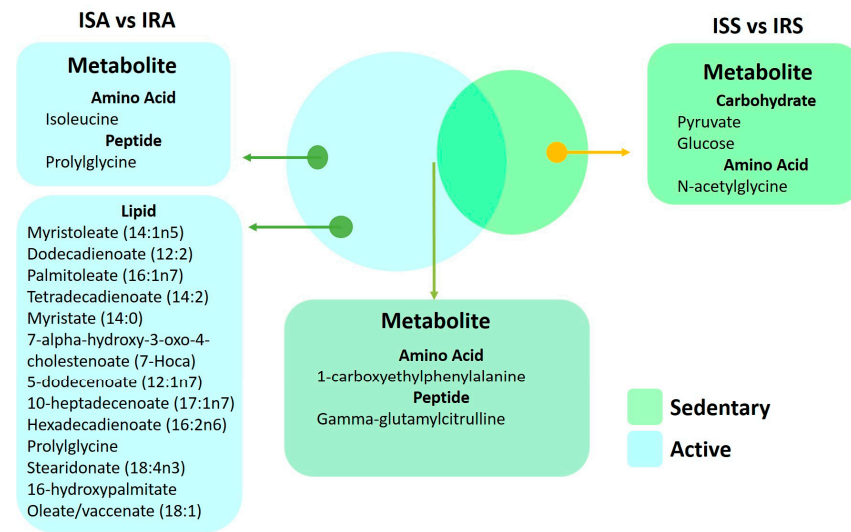 ISA vs IRA
Metabolite
Amino Acid
Isoleucine
Peptide
Prolylglycine
Lipid
Myristoleate (14:1n5)
Dodecadienoate (12:2)
Palmitoleate (16:1n7)
Tetradecadienoate (14:2)
Myristate (14:0)
7-alpha-hydroxy-3-oxo-4-
cholestenoate (7-Hoca)
5-dodecenoate (12:1n7)
10-heptadecenoate (17:1n7)
Hexadecadienoate (16:2n6)
Prolylglycine
Stearidonate (18:4n3)
16-hydroxypalmitate
Oleate/vaccenate (18:1)
Metabolite
Amino Acid
1-carboxyethylphenylalanine
Peptide
Gamma-glutamylcitrulline
ISS vs IRS
Metabolite
Carbohydrate
Pyruvate
Glucose
Amino Acid
N-acetylglycine
Sedentary
Active